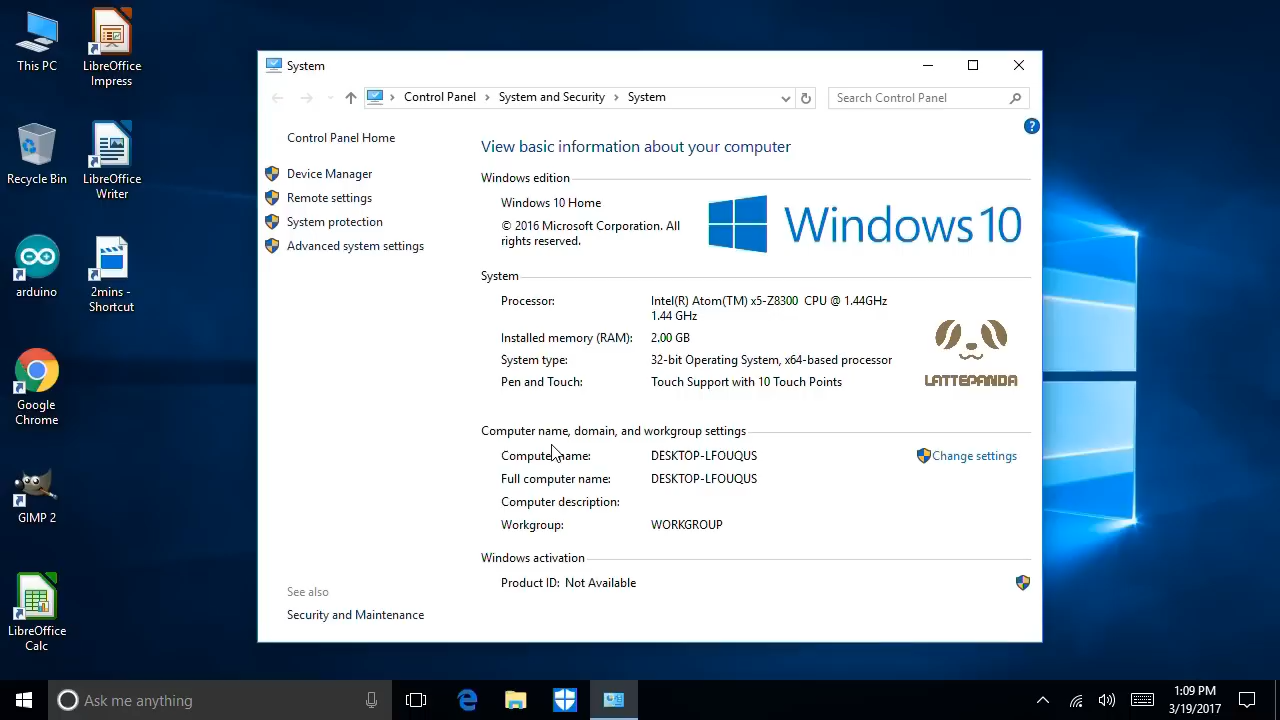 This PC
LibreOffice
Impress
Recycle Bin
LibreOffice
Writer
arduino
2mins -
Shortcut
Google
Chrome
GIMP 2
LibreOffice
Calc
System
Control Panel
System and Security
System
Search Control Panel
Control Panel Home
Device Manager
Remote settings
System protection
Advanced system settings
See also
Security and Maintenance
View basic information about your computer
Windows edition
Windows 10 Home
© 2016 Microsoft Corporation. All
rights reserved.
Windows 10
System
Processor: Intel(R) Atom(TM) x5-Z8300 CPU @ 1.44GHz
1.44 GHz
Installed memory (RAM): 2.00 GB
System type: 32-bit Operating System, x64-based processor
Pen and Touch: Touch Support with 10 Touch Points
LATTEPANDA
Computer name, domain, and workgroup settings
Computer name: DESKTOP-LFOUQUS
Change settings
Full computer name: DESKTOP-LFOUQUS
Computer description:
Workgroup: WORKGROUP
Windows activation
Product ID: Not Available
Ask me anything
1:09 PM
3/19/2017